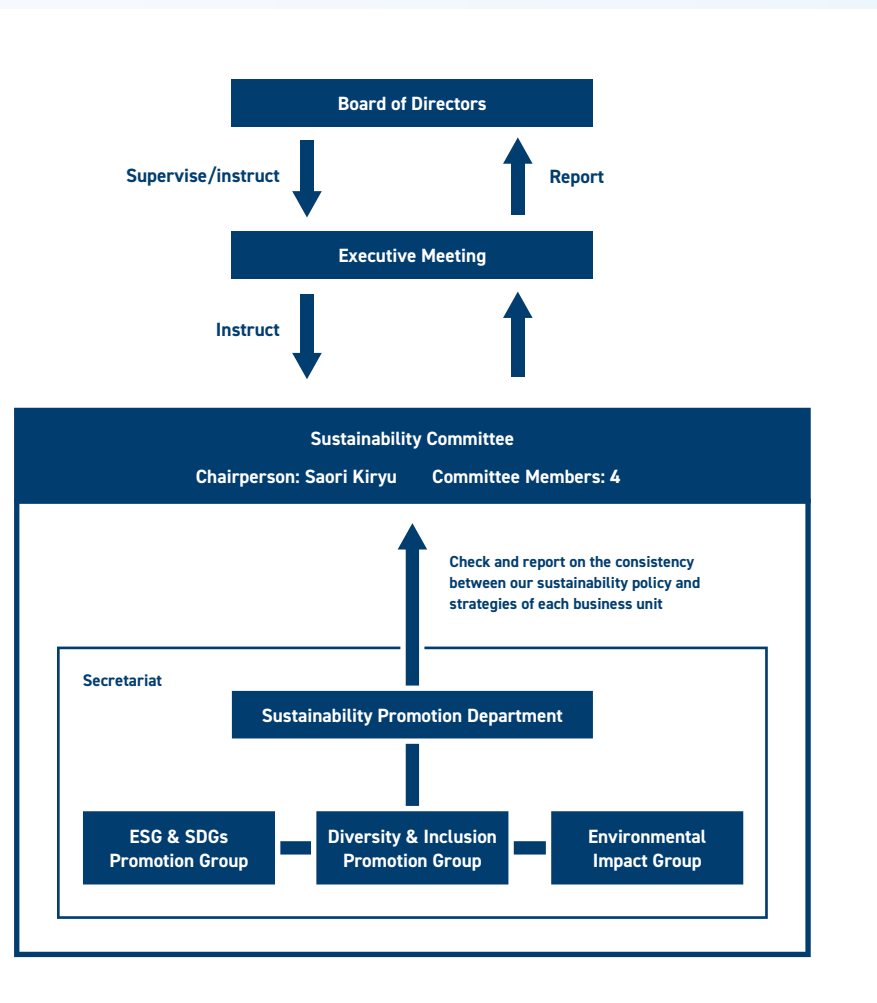 Board of Directors
Supervise/instruct
Report
Executive Meeting
Instruct
Sustainability Committee
Chairperson: Saori Kiryu
Committee Members: 4
Check and report on the consistency
between our sustainability policy and
strategies of each business unit
Secretariat
Sustainability Promotion Department
ESG & SDGs
Promotion Group
Diversity & Inclusion
Promotion Group
Environmental
Impact Group